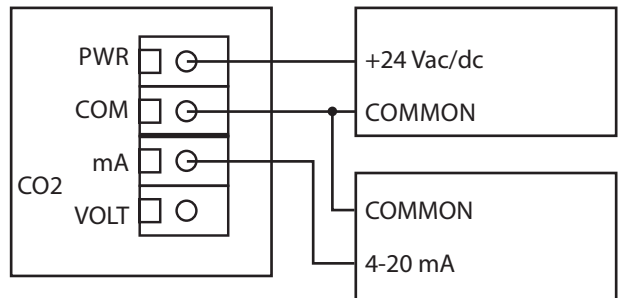 PWR
COM
mA
CO2
VOLT
+24 Vac/dc
COMMON
COMMON
4-20 mA